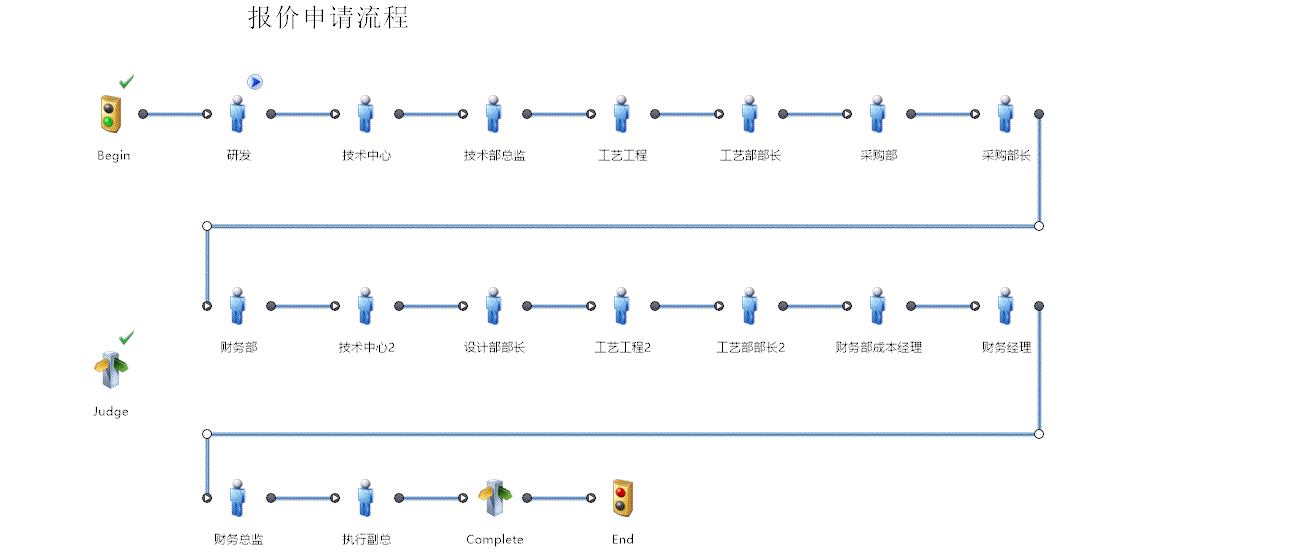 报价申请流程
Begin 研发 技术中心 技术部总监 工艺工程 工艺部部长 采购部 采购部长
财务部 技术中心2 设计部部长 工艺工程2 工艺部部长2 财务部成本经理 财务经理
Judge
财务总监 执行副总 Complete End